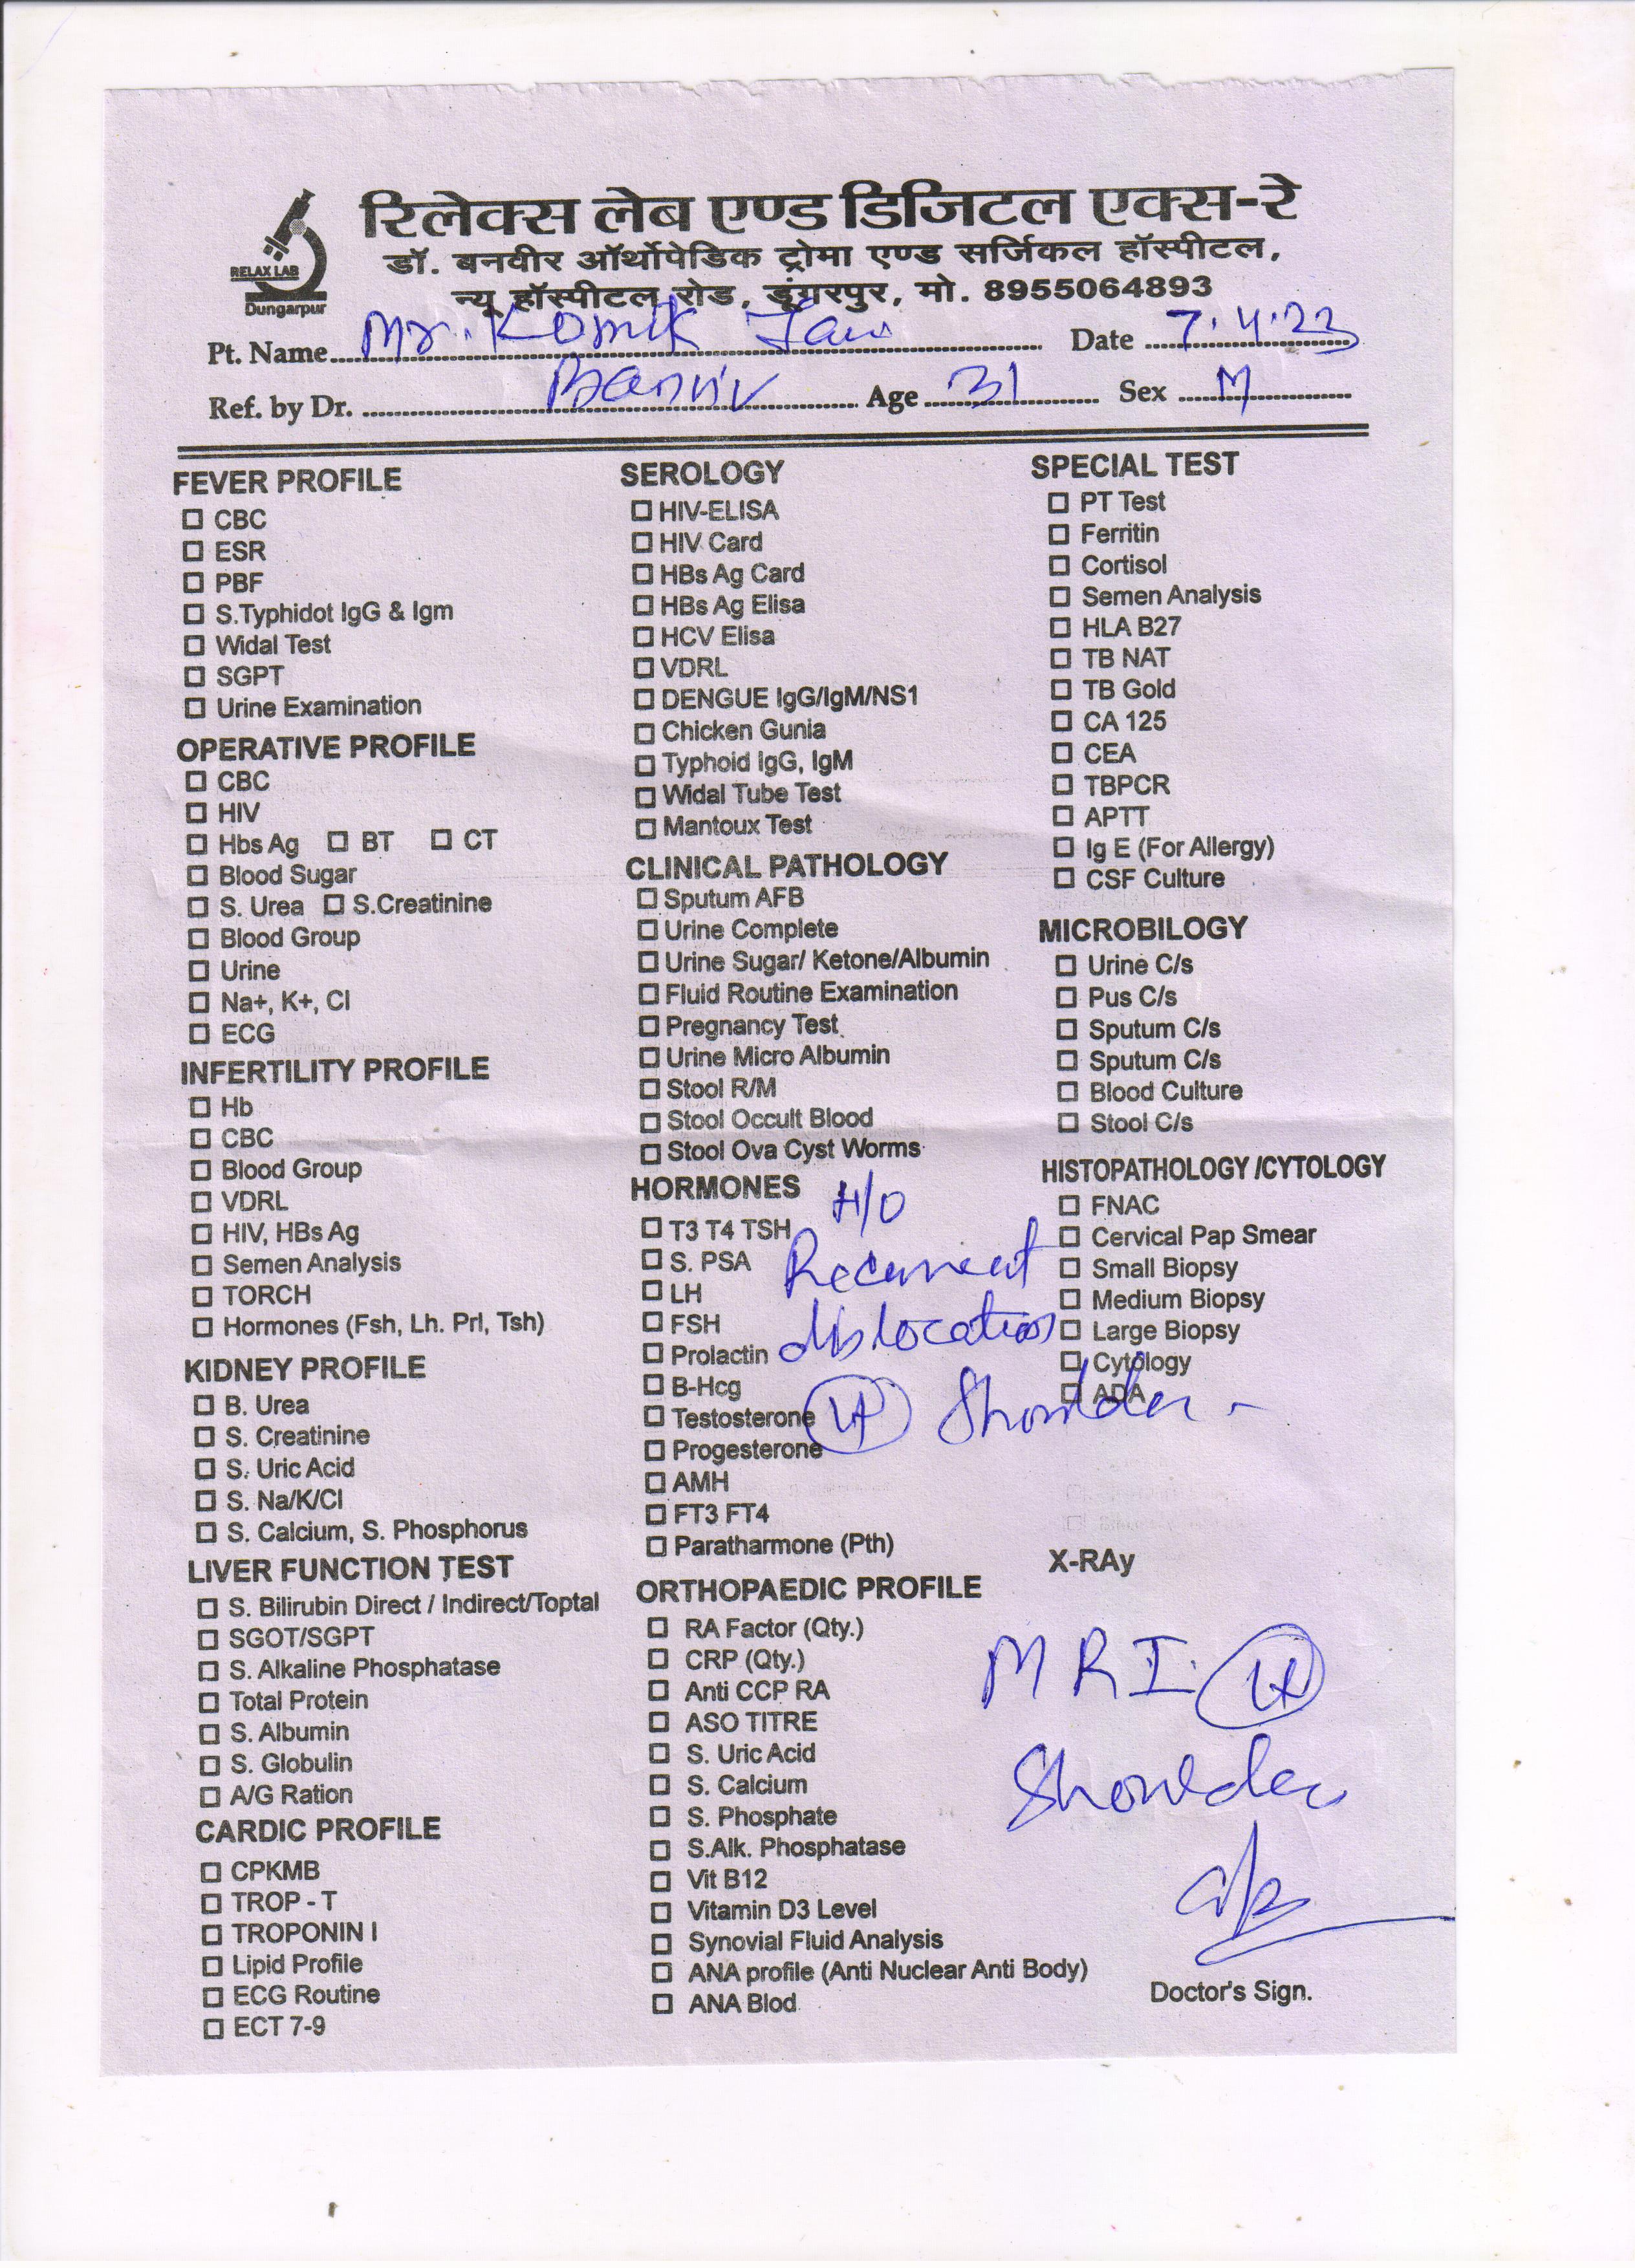 रिलेक्स लेब एण्ड डिजिटल एक्स-रे
डॉ. बनवीर ऑर्थोपेडिक ट्रोमा एण्ड सर्जिकल हॉस्पीटल,
न्यू हॉस्पीटल रोड, डूंगरपुर, मो. 8955064893
RELAX LAB
Dungarpur
Pt. Name Mr. Komik Date 7.4.23
Ref. by Dr. Banviv Age 31 Sex M
FEVER PROFILE
CBC
ESR
PBF
S.Typhidot IgG & Igm
Widal Test
SGPT
Urine Examination
OPERATIVE PROFILE
CBC
HIV
Hbs Ag BT CT
Blood Sugar
S. Urea S.Creatinine
Blood Group
Urine
Na+, K+, Cl
ECG
INFERTILITY PROFILE
Hb
CBC
Blood Group
VDRL
HIV, HBs Ag
Semen Analysis
TORCH
Hormones (Fsh, Lh. Prl, Tsh)
KIDNEY PROFILE
B. Urea
S. Creatinine
S. Uric Acid
S. Na/K/Cl
S. Calcium, S. Phosphorus
LIVER FUNCTION TEST
S. Bilirubin Direct / Indirect/Toptal
SGOT/SGPT
S. Alkaline Phosphatase
Total Protein
S. Albumin
S. Globulin
A/G Ration
CARDIC PROFILE
CPKMB
TROP - T
TROPONIN I
Lipid Profile
ECG Routine
ECT 7-9
SEROLOGY
HIV-ELISA
HIV Card
HBs Ag Card
HBs Ag Elisa
HCV Elisa
VDRL
DENGUE IgG/IgM/NS1
Chicken Gunia
Typhoid IgG, IgM
Widal Tube Test
Mantoux Test
CLINICAL PATHOLOGY
Sputum AFB
Urine Complete
Urine Sugar/ Ketone/Albumin
Fluid Routine Examination
Pregnancy Test
Urine Micro Albumin
Stool R/M
Stool Occult Blood
Stool Ova Cyst Worms
HORMONES
T3 T4 TSH
S. PSA
LH
FSH
Prolactin
B-Hcg
Testosterone
Progesterone
AMH
FT3 FT4
Paratharmone (Pth)
H/O
Recurrent
dislocation
Lt Shoulder -
ORTHOPAEDIC PROFILE
RA Factor (Qty.)
CRP (Qty.)
Anti CCP RA
ASO TITRE
S. Uric Acid
S. Calcium
S. Phosphate
S.Alk. Phosphatase
Vit B12
Vitamin D3 Level
Synovial Fluid Analysis
ANA profile (Anti Nuclear Anti Body)
ANA Blod
SPECIAL TEST
PT Test
Ferritin
Cortisol
Semen Analysis
HLA B27
TB NAT
TB Gold
CA 125
CEA
TBPCR
APTT
Ig E (For Allergy)
CSF Culture
MICROBILOGY
Urine C/s
Pus C/s
Sputum C/s
Sputum C/s
Blood Culture
Stool C/s
HISTOPATHOLOGY /CYTOLOGY
FNAC
Cervical Pap Smear
Small Biopsy
Medium Biopsy
Large Biopsy
Cytology
ADA
X-RAy
MRI Lt
Shoulder
Doctor's Sign.